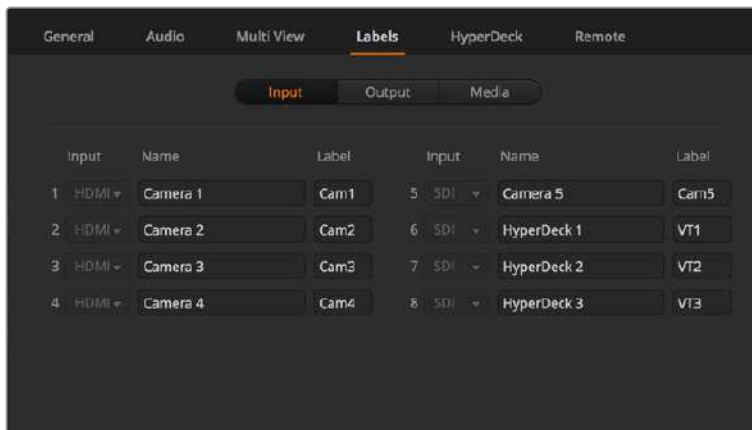 General Audio Multi View Labels HyperDeck Remote
Input Output Media
Input Name Label Input Name Label
1 HDMI Camera 1 Cam1 5 SDI Camera 5 Cam5
2 HDMI Camera 2 Cam2 6 SDI HyperDeck 1 VT1
3 HDMI Camera 3 Cam3 7 SDI HyperDeck 2 VT2
4 HDMI Camera 4 Cam4 8 SDI HyperDeck 3 VT3